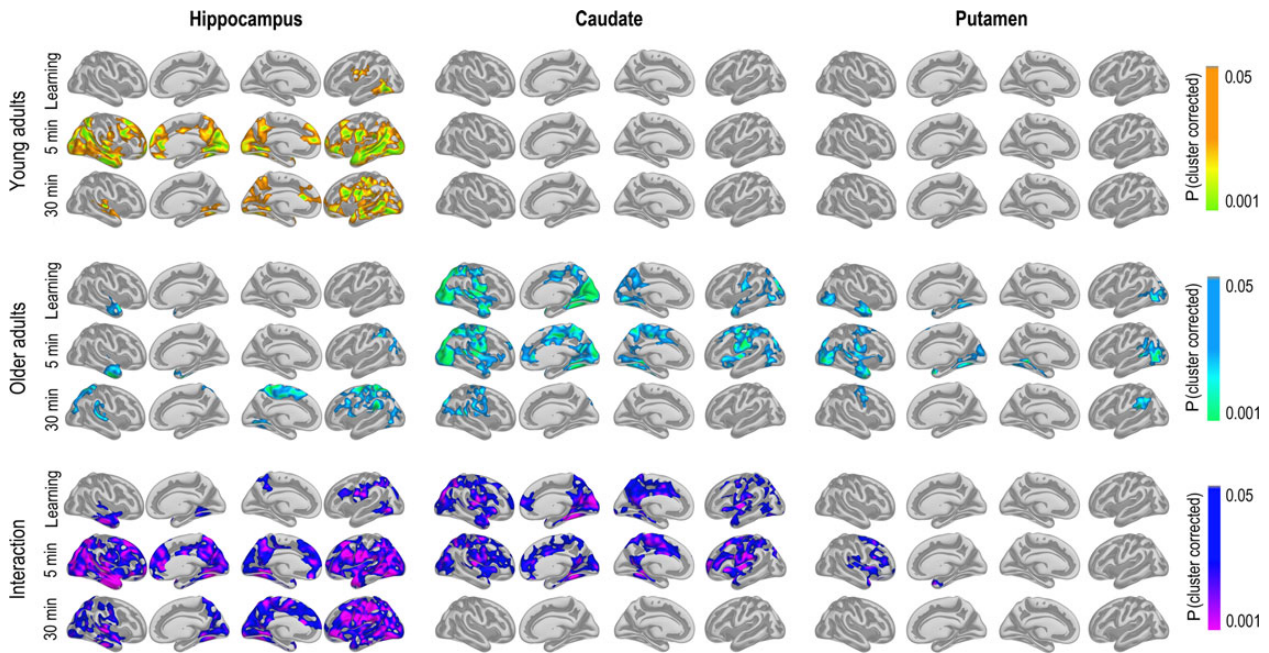 Hippocampus Caudate Putamen
Young adults
Learning
5 min
30 min
0.05
P (cluster corrected)
0.001
Older adults
Learning
5 min
30 min
0.05
P (cluster corrected)
0.001
Interaction
Learning
5 min
30 min
0.05
P (cluster corrected)
0.001